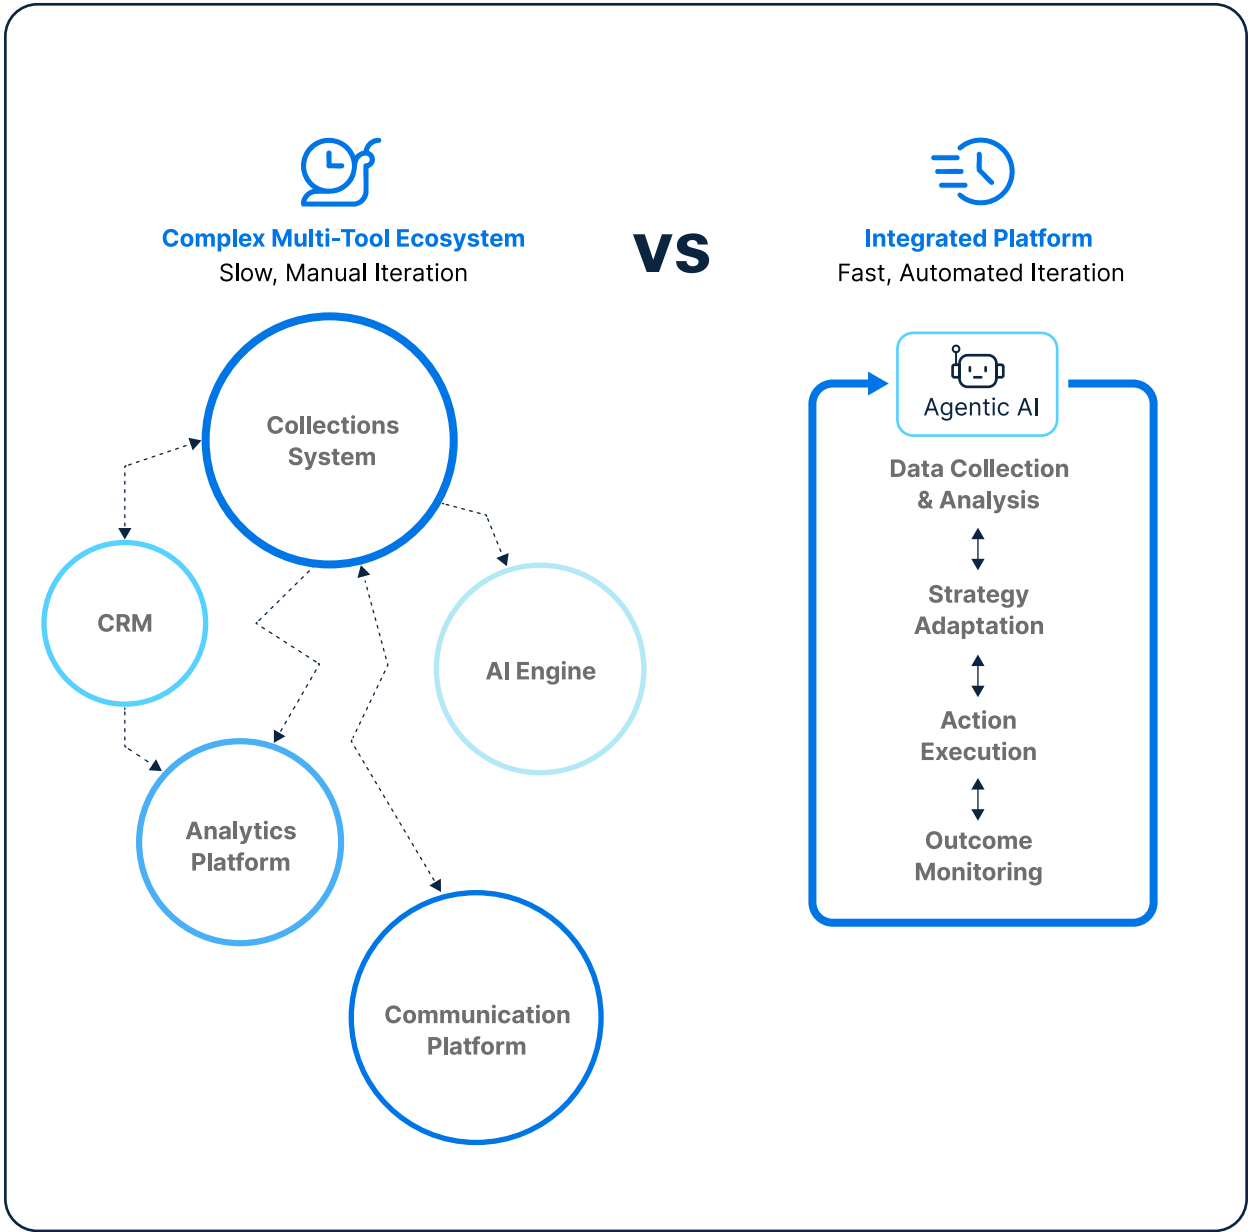 Complex Multi-Tool Ecosystem
Slow, Manual Iteration
vs
Integrated Platform
Fast, Automated Iteration
Collections
System
CRM
AI Engine
Analytics
Platform
Communication
Platform
Agentic AI
Data Collection
& Analysis
Strategy
Adaptation
Action
Execution
Outcome
Monitoring